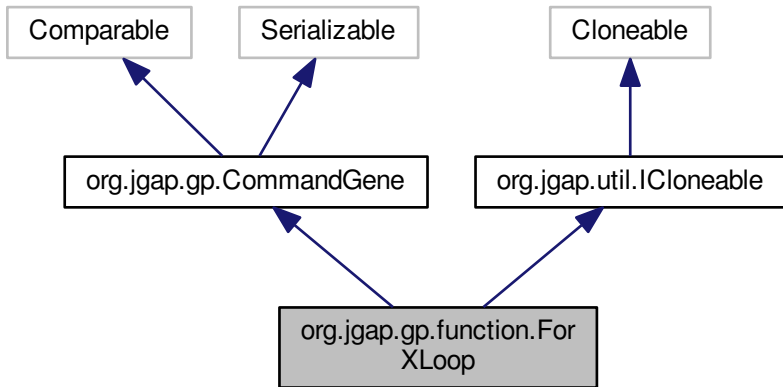 Comparable
Serializable
Cloneable
org.jgap.gp.CommandGene
org.jgap.util.ICloneable
org.jgap.gp.function.For
XLoop